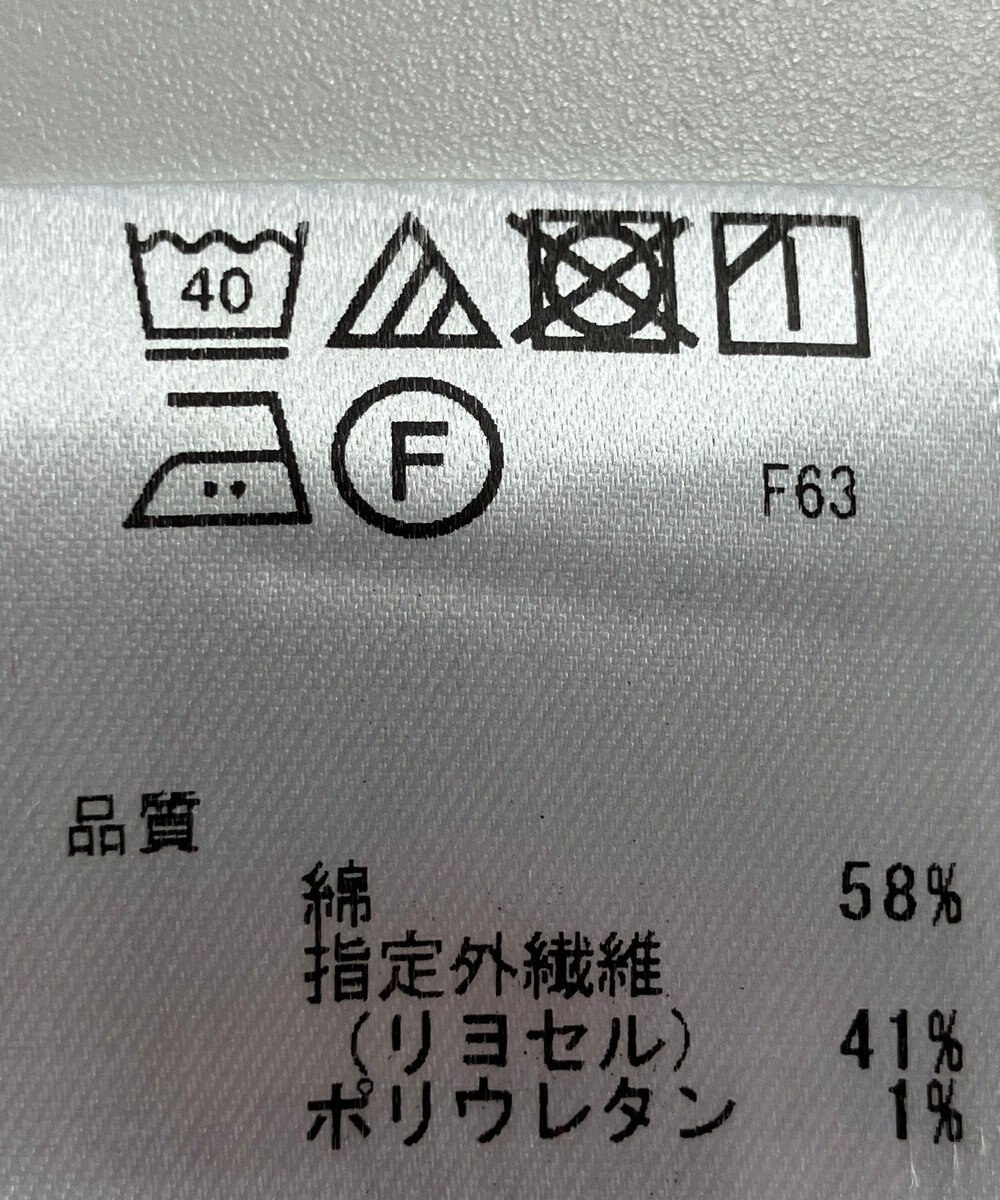 40
F
F63
品質
綿 58%
指定外繊維
(リヨセル) 41%
ポリウレタン 1%